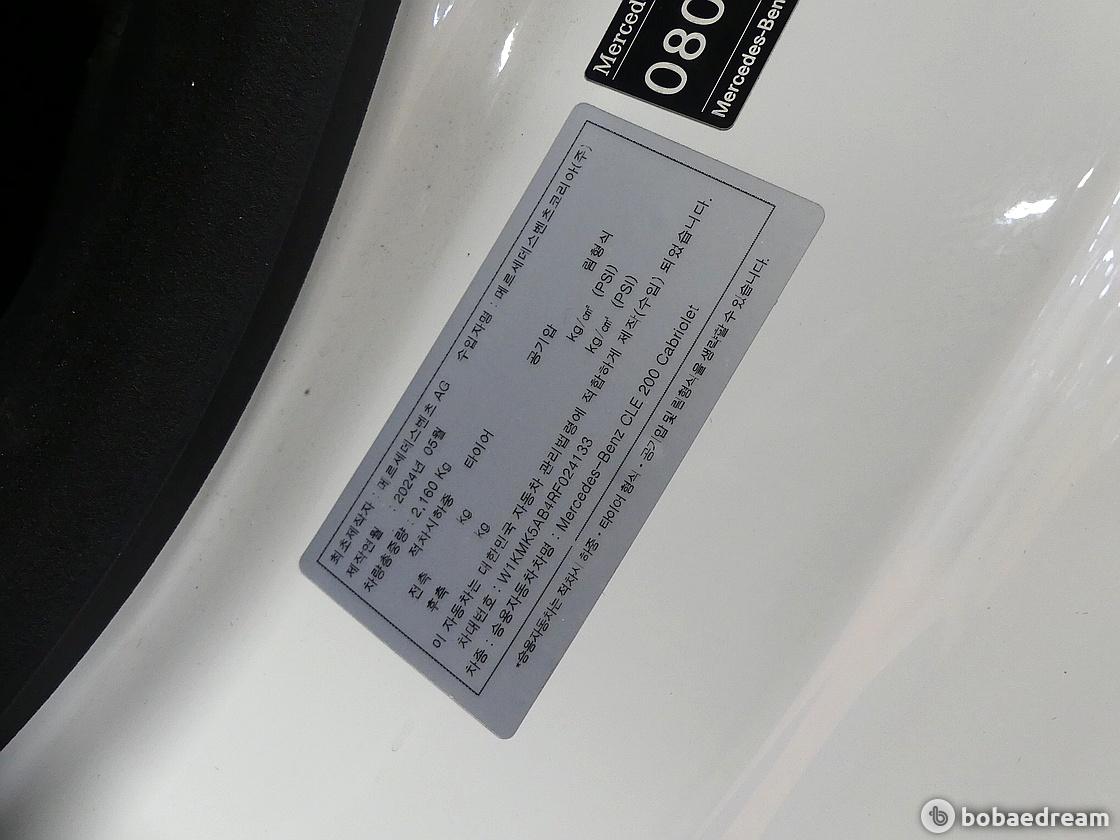 Merced
080
Mercedes-Ben
최초제작자 : 메르세데스벤츠 AG 수입자명 : 메르세데스벤츠코리아(주)
제작연월 : 2024년 05월
차량총중량 : 2,160 Kg
적차시하중 타이어 공기압 림형식
전축 kg kg/㎠ (PSI)
후축 kg kg/㎠ (PSI)
이 자동차는 대한민국 자동차 관리법령에 적합하게 제작(수입) 되었습니다.
차대번호 : W1KMK5AB4RF024133
차종 : 승용자동차 차명 : Mercedes-Benz CLE 200 Cabriolet
*승용자동차는 적차시 하중·타이어 형식·공기압 및 림형식을 생략할 수 있습니다.
bobaedream